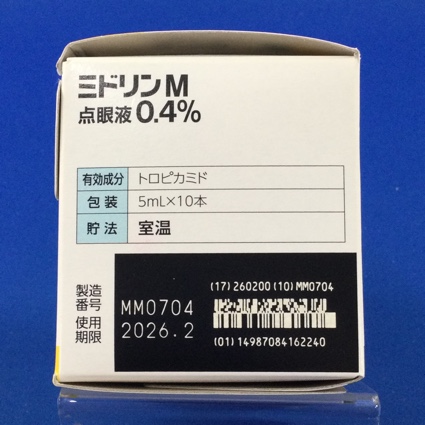 ミドリンM
点眼液0.4%
有効成分 トロピカミド
包装 5mL×10本
貯法 室温
(17)260200(10)MM0704
製造番号 MM0704
使用期限 2026.2
(01)14987084162240